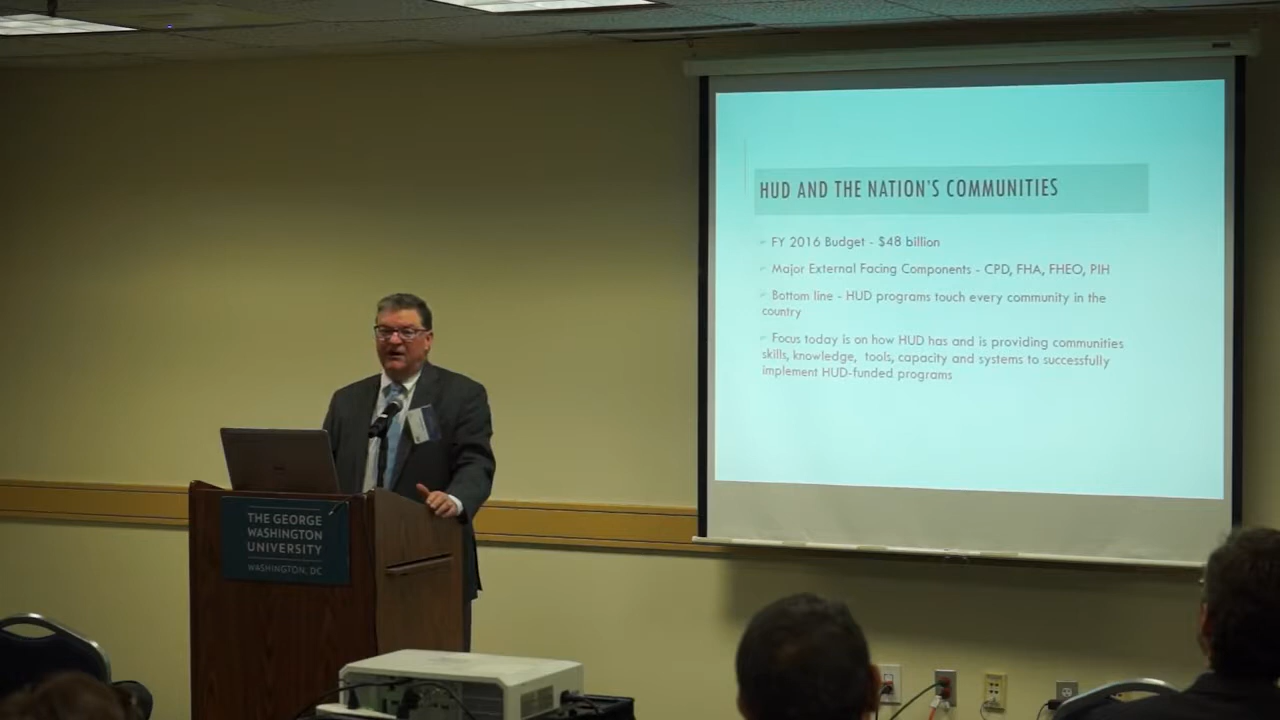 HUD AND THE NATION'S COMMUNITIES
FY 2016 Budget - $48 billion
Major External Facing Components - CPD, FHA, FHEO, PIH
Bottom line - HUD programs touch every community in the
country
Focus today is on how HUD has and is providing communities
skills, knowledge, tools, capacity and systems to successfully
implement HUD-funded programs
THE GEORGE
WASHINGTON
UNIVERSITY
WASHINGTON, DC